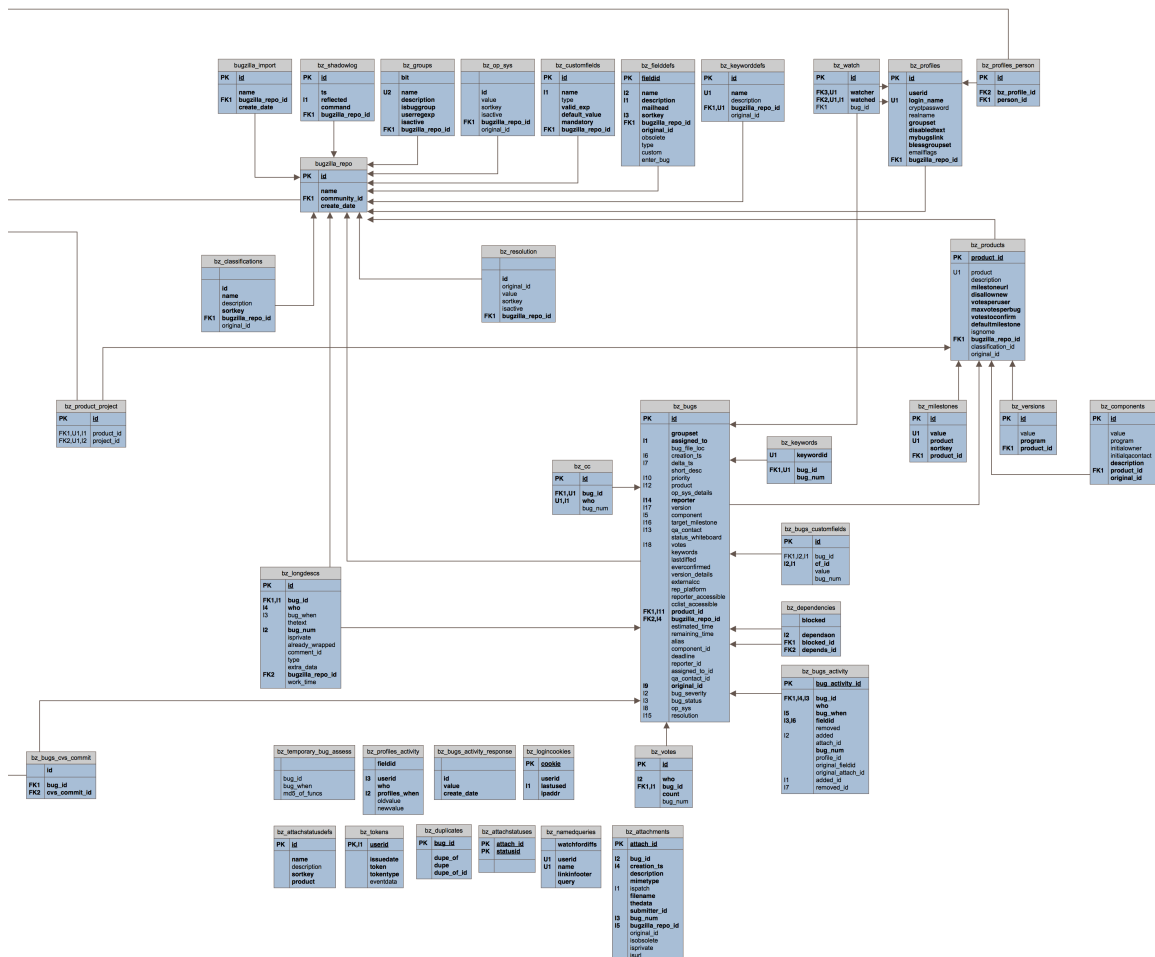 bugzilla_import
PK id
name
bugzilla_repo_id
FK1 create_date
bz_shadowlog
PK id
ts
I1 reflected
command
FK1 bugzilla_repo_id
bz_groups
bit
U2 name
description
isbuggroup
userregexp
isactive
FK1 bugzilla_repo_id
bz_op_sys
id
value
sortkey
isactive
FK1 bugzilla_repo_id
original_id
bz_customfields
PK id
I1 name
type
valid_exp
default_value
mandatory
FK1 bugzilla_repo_id
bz_fielddefs
PK fieldid
I2 name
I1 description
mailhead
I3 sortkey
FK1 bugzilla_repo_id
original_id
obsolete
type
custom
enter_bug
bz_keyworddefs
PK id
U1 name
description
FK1,U1 bugzilla_repo_id
original_id
bz_watch
PK id
FK3,U1 watcher
FK2,U1,I1 watched
FK1 bug_id
bz_profiles
PK id
userid
U1 login_name
cryptpassword
realname
groupset
disabledtext
mybugslink
blessgroupset
emailflags
FK1 bugzilla_repo_id
bz_profiles_person
PK id
FK2 bz_profile_id
FK1 person_id
bugzilla_repo
PK id
name
FK1 community_id
create_date
bz_classifications
id
name
description
sortkey
FK1 bugzilla_repo_id
original_id
bz_resolution
id
original_id
value
sortkey
isactive
FK1 bugzilla_repo_id
bz_products
PK product_id
U1 product
description
milestoneurl
disallownew
votesperuser
maxvotesperbug
votestoconfirm
defaultmilestone
isgnome
FK1 bugzilla_repo_id
classification_id
original_id
bz_product_project
PK id
FK1,U1,I1 product_id
FK2,U1,I2 project_id
bz_bugs
PK id
groupset
I1 assigned_to
bug_file_loc
I6 creation_ts
I7 delta_ts
short_desc
I10 priority
I12 product
op_sys_details
I14 reporter
I17 version
I5 component
I16 target_milestone
I13 qa_contact
status_whiteboard
I18 votes
keywords
lastdiffed
everconfirmed
version_details
externalcc
rep_platform
reporter_accessible
cclist_accessible
FK1,I11 product_id
FK2,I4 bugzilla_repo_id
estimated_time
remaining_time
alias
component_id
deadline
reporter_id
assigned_to_id
qa_contact_id
I9 original_id
I2 bug_severity
I3 bug_status
I8 op_sys
I15 resolution
bz_milestones
PK id
U1 value
U1 product
sortkey
FK1 product_id
bz_versions
PK id
value
program
FK1 product_id
bz_components
PK id
value
program
initialowner
initialqacontact
description
FK1 product_id
original_id
bz_keywords
U1 keywordid
FK1,U1 bug_id
bug_num
bz_cc
PK id
FK1,U1 bug_id
U1,I1 who
bug_num
bz_bugs_customfields
PK id
FK1,I2,I1 bug_id
I2,I1 cf_id
value
bug_num
bz_longdescs
PK id
FK1,I1 bug_id
I4 who
I3 bug_when
thetext
I2 bug_num
isprivate
already_wrapped
comment_id
type
extra_data
FK2 bugzilla_repo_id
work_time
bz_dependencies
blocked
I2 dependson
FK1 blocked_id
FK2 depends_id
bz_bugs_activity
PK bug_activity_id
FK1,I4,I3 bug_id
who
I5 bug_when
I3,I6 fieldid
removed
I2 added
attach_id
bug_num
profile_id
original_fieldid
original_attach_id
I1 added_id
I7 removed_id
bz_bugs_cvs_commit
id
FK1 bug_id
FK2 cvs_commit_id
bz_temporary_bug_assess
bug_id
bug_when
md5_of_funcs
bz_profiles_activity
fieldid
I3 userid
who
I2 profiles_when
oldvalue
newvalue
bz_bugs_activity_response
id
value
create_date
bz_logincookies
PK cookie
userid
I1 lastused
ipaddr
bz_votes
PK id
I2 who
FK1,I1 bug_id
count
bug_num
bz_attachstatusdefs
PK id
name
description
sortkey
product
bz_tokens
PK,I1 userid
issuedate
token
tokentype
eventdata
bz_duplicates
PK bug_id
dupe_of
dupe
dupe_of_id
bz_attachstatuses
PK attach_id
PK statusid
bz_namedqueries
watchfordiffs
U1 userid
U1 name
linkinfooter
query
bz_attachments
PK attach_id
I2 bug_id
I4 creation_ts
description
mimetype
I1 ispatch
filename
thedata
submitter_id
I3 bug_num
I5 bugzilla_repo_id
original_id
isobsolete
isprivate
isurl